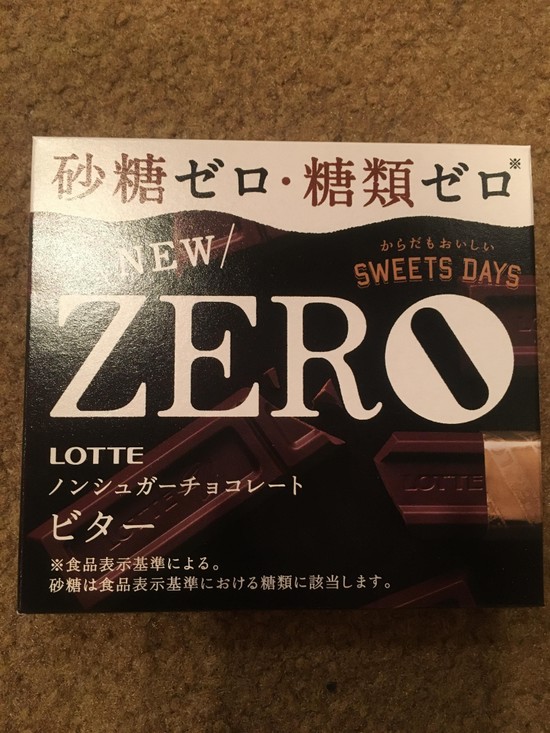 砂糖ゼロ・糖類ゼロ※
NEW/
からだもおいしい
SWEETS DAYS
ZERO
LOTTE
ノンシュガーチョコレート
ビター
※食品表示基準による。
砂糖は食品表示基準における糖類に該当します。
LOTTE